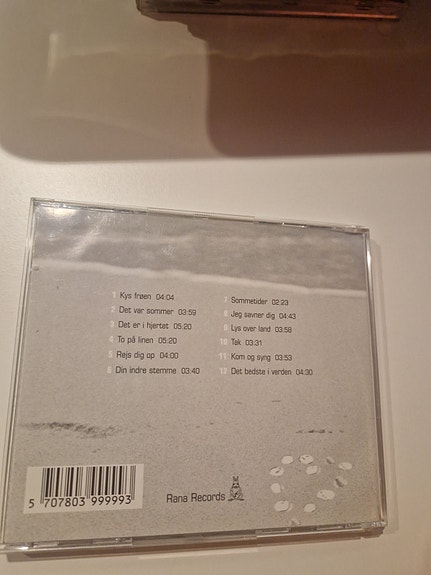 1 Kys frøen 04:04
2 Det var sommer 03:59
3 Det er i hjertet 05:20
4 To på linen 05:20
5 Rejs dig op 04:00
6 Din indre stemme 03:40
7 Sommetider 02:23
8 Jeg savner dig 04:43
9 Lys over land 03:58
10 Tak 03:31
11 Kom og syng 03:53
12 Det bedste i verden 04:30
5 707803 999993
Rana Records